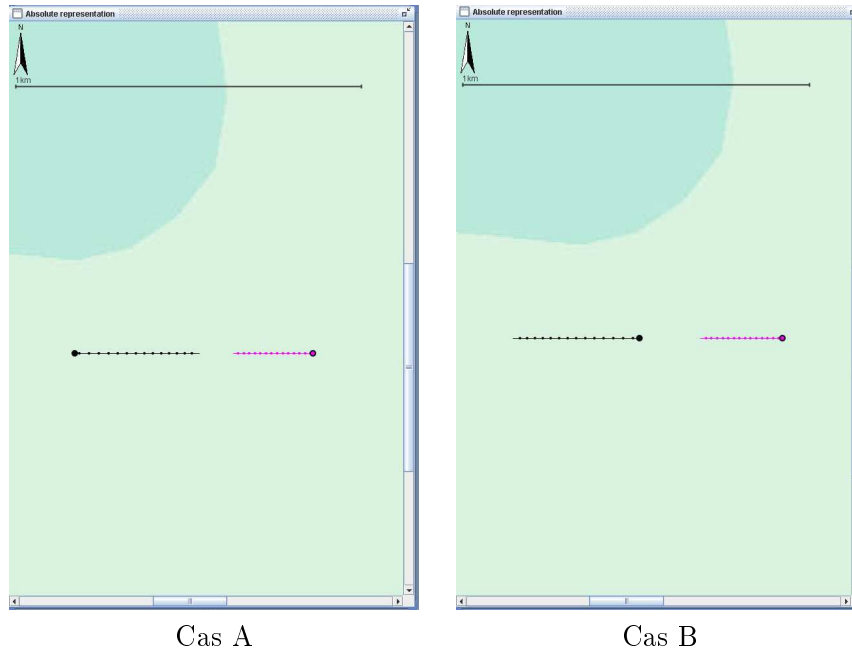 Absolute representation
N
1km
Cas A
Absolute representation
N
1km
Cas B